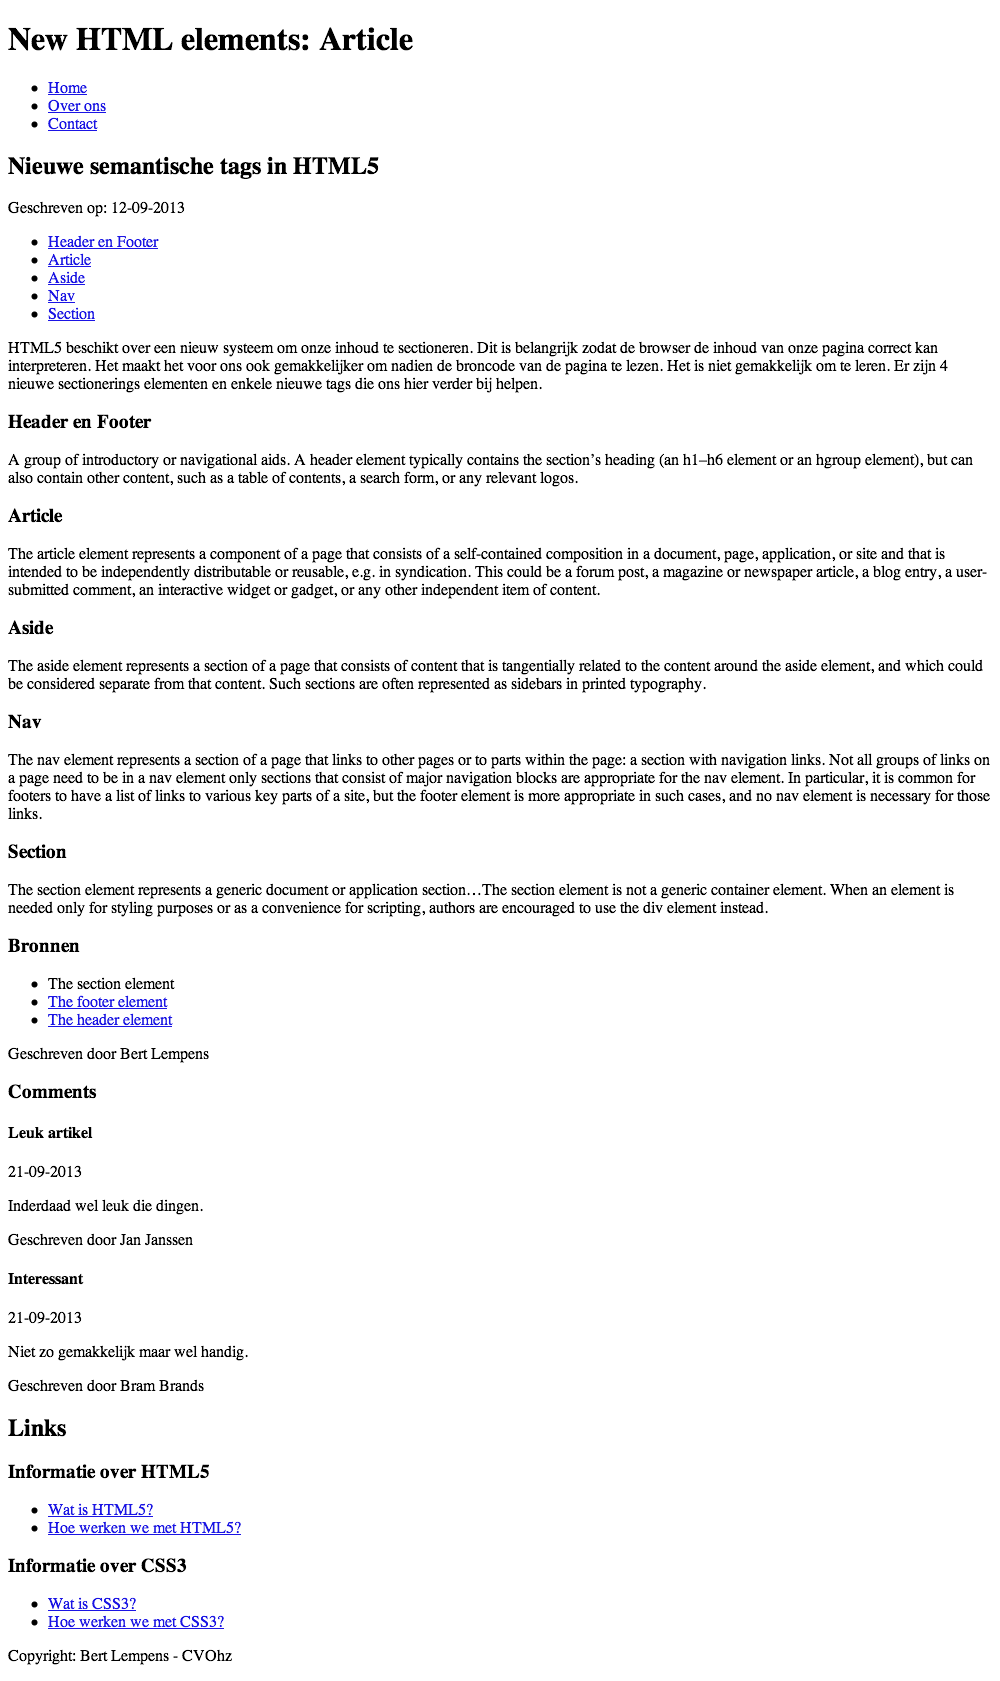 New HTML elements: Article
Home
Over ons
Contact
Nieuwe semantische tags in HTML5
Geschreven op: 12-09-2013
Header en Footer
Article
Aside
Nav
Section
HTML5 beschikt over een nieuw systeem om onze inhoud te sectioneren. Dit is belangrijk zodat de browser de inhoud van onze pagina correct kan
interpreteren. Het maakt het voor ons ook gemakkelijker om nadien de broncode van de pagina te lezen. Het is niet gemakkelijk om te leren. Er zijn 4
nieuwe sectionerings elementen en enkele nieuwe tags die ons hier verder bij helpen.
Header en Footer
A group of introductory or navigational aids. A header element typically contains the section’s heading (an h1–h6 element or an hgroup element), but can
also contain other content, such as a table of contents, a search form, or any relevant logos.
Article
The article element represents a component of a page that consists of a self-contained composition in a document, page, application, or site and that is
intended to be independently distributable or reusable, e.g. in syndication. This could be a forum post, a magazine or newspaper article, a blog entry, a user-
submitted comment, an interactive widget or gadget, or any other independent item of content.
Aside
The aside element represents a section of a page that consists of content that is tangentially related to the content around the aside element, and which could
be considered separate from that content. Such sections are often represented as sidebars in printed typography.
Nav
The nav element represents a section of a page that links to other pages or to parts within the page: a section with navigation links. Not all groups of links on
a page need to be in a nav element only sections that consist of major navigation blocks are appropriate for the nav element. In particular, it is common for
footers to have a list of links to various key parts of a site, but the footer element is more appropriate in such cases, and no nav element is necessary for those
links.
Section
The section element represents a generic document or application section…The section element is not a generic container element. When an element is
needed only for styling purposes or as a convenience for scripting, authors are encouraged to use the div element instead.
Bronnen
The section element
The footer element
The header element
Geschreven door Bert Lempens
Comments
Leuk artikel
21-09-2013
Inderdaad wel leuk die dingen.
Geschreven door Jan Janssen
Interessant
21-09-2013
Niet zo gemakkelijk maar wel handig.
Geschreven door Bram Brands
Links
Informatie over HTML5
Wat is HTML5?
Hoe werken we met HTML5?
Informatie over CSS3
Wat is CSS3?
Hoe werken we met CSS3?
Copyright: Bert Lempens - CVOhz